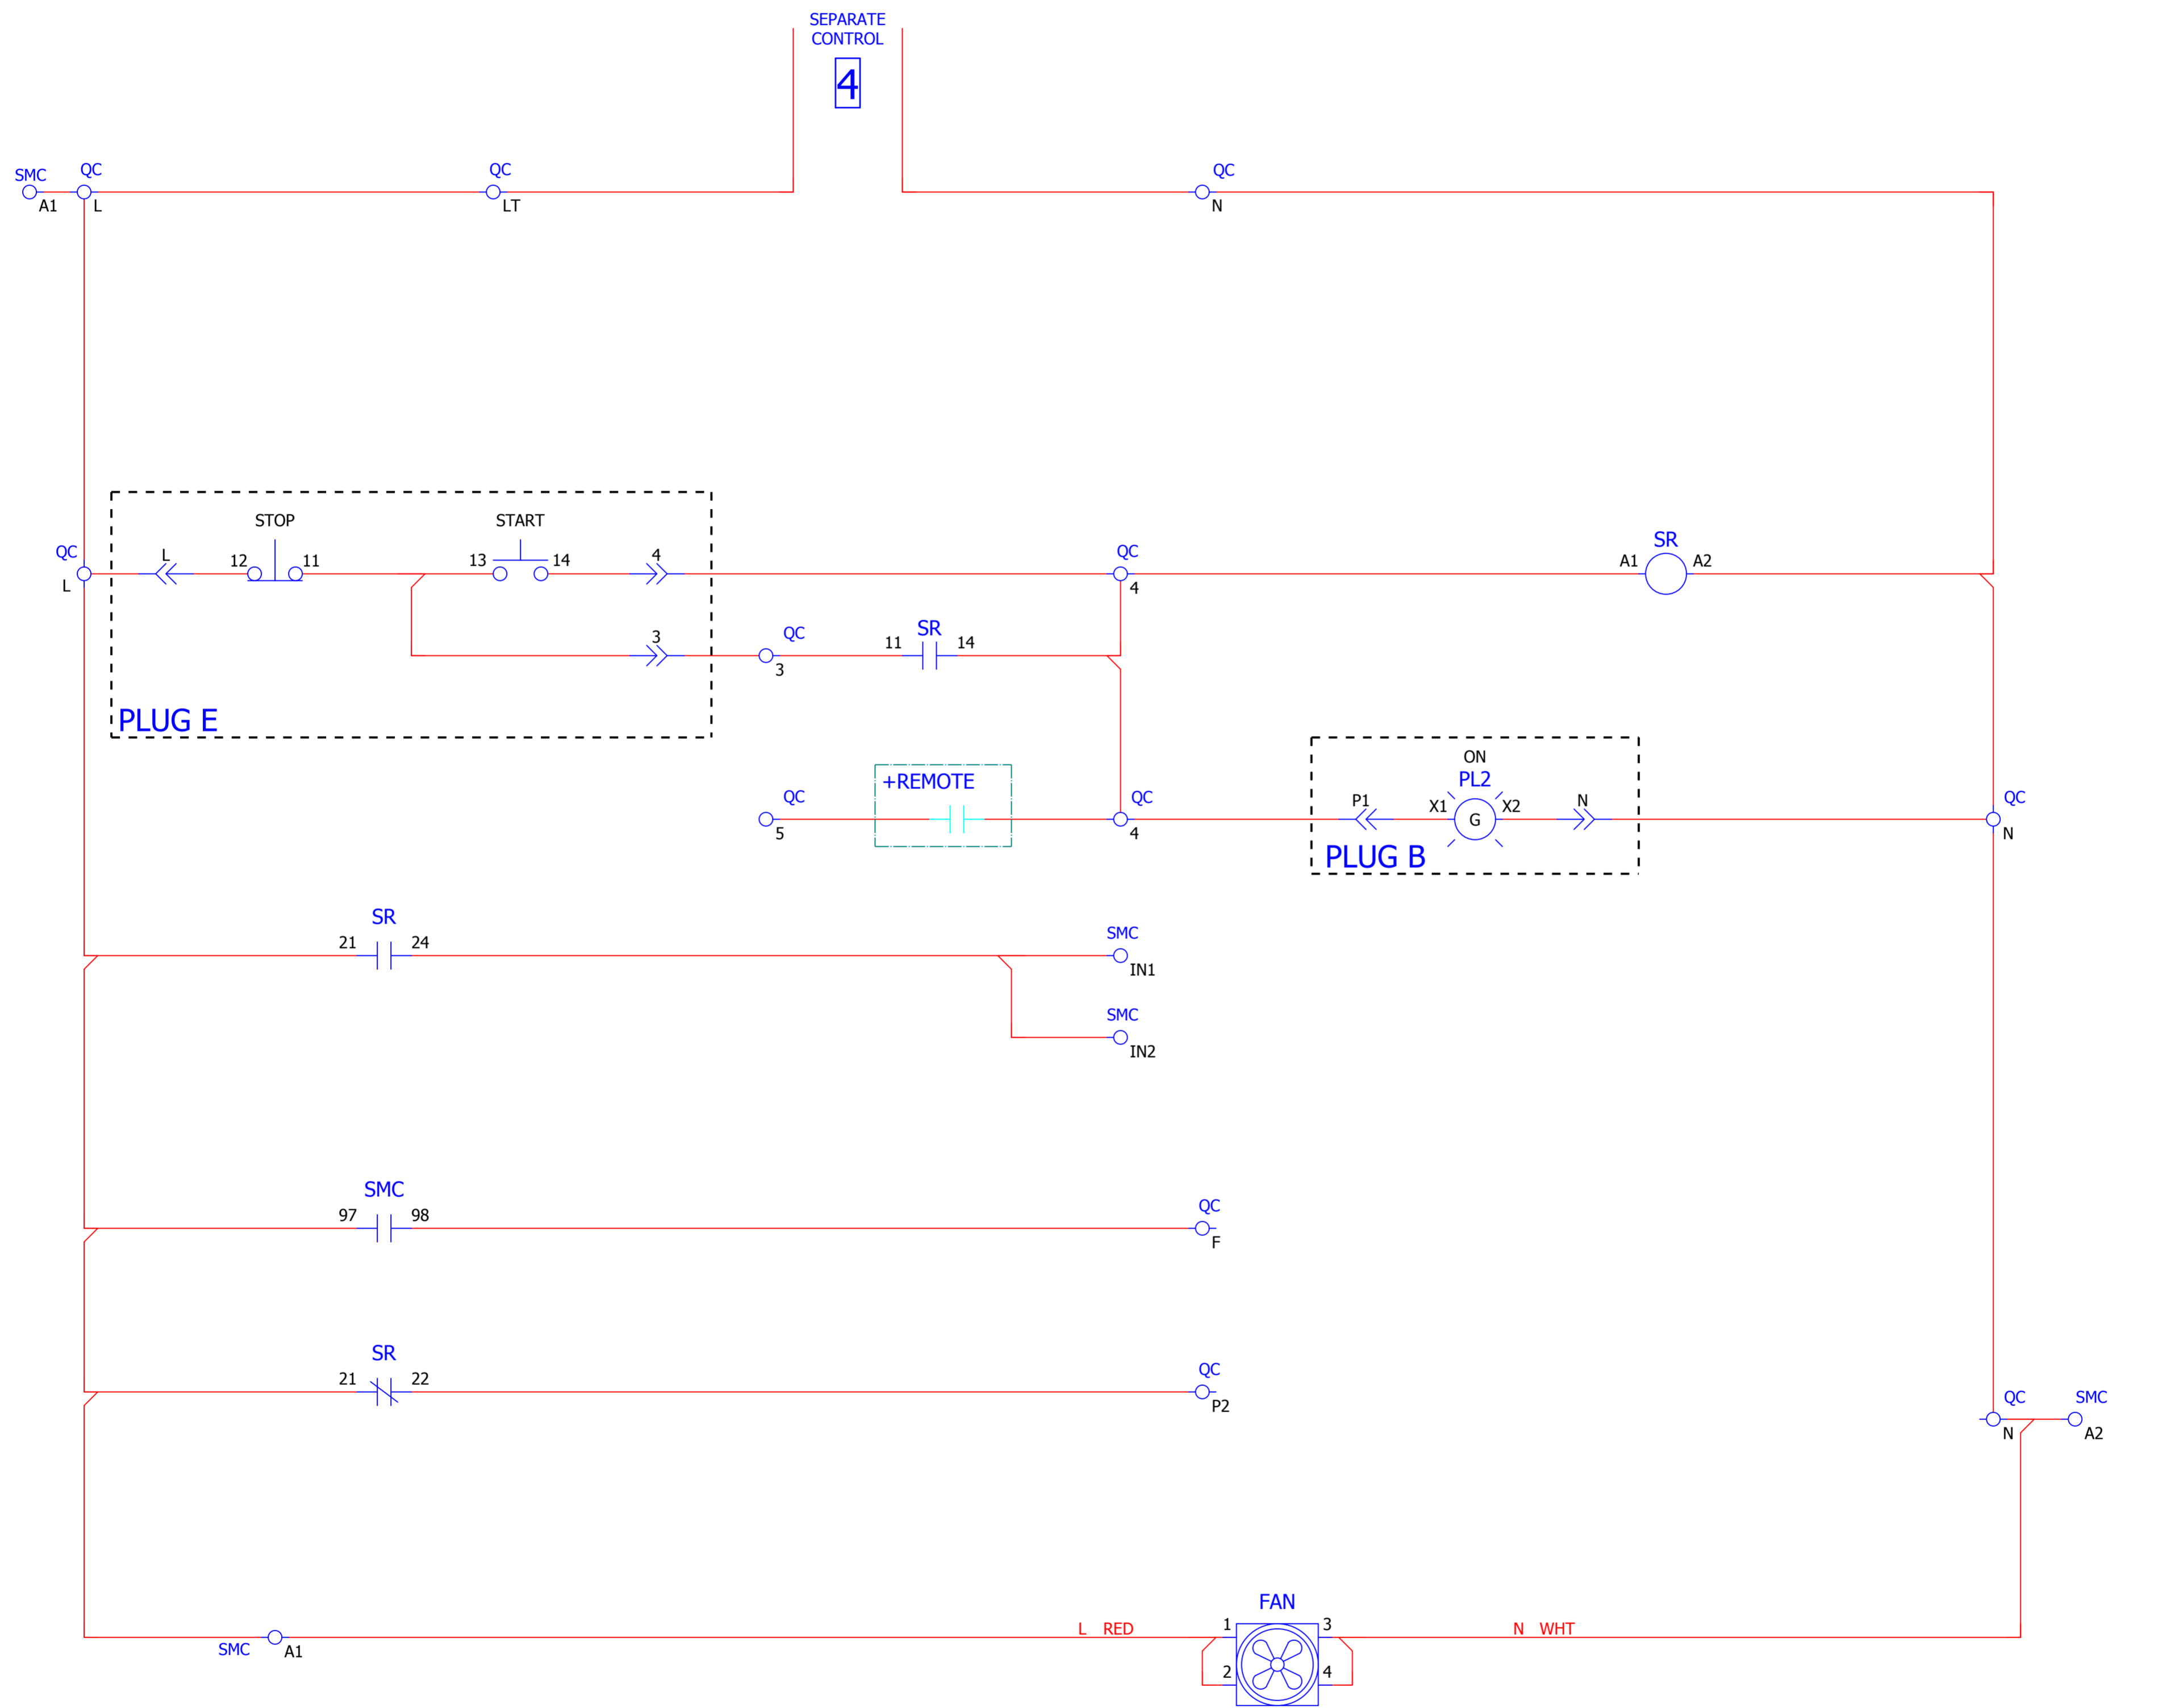 SEPARATE
CONTROL
4
SMC
A1
QC
L
QC
LT
QC
N
QC
L
L
STOP
12
11
START
13
14
4
QC
4
A1
SR
A2
3
QC
3
11
SR
14
PLUG E
QC
5
+REMOTE
QC
4
P1
ON
PL2
X1
G
X2
N
PLUG B
QC
N
SR
21
24
SMC
IN1
SMC
IN2
SMC
97
98
QC
F
SR
21
22
QC
P2
QC
N
SMC
A2
SMC
A1
L RED
FAN
1
3
2
4
N WHT